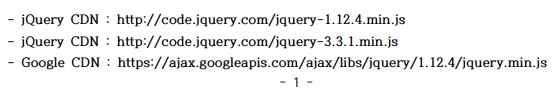 - jQuery CDN : http://code.jquery.com/jquery-1.12.4.min.js
- jQuery CDN : http://code.jquery.com/jquery-3.3.1.min.js
- Google CDN : https://ajax.googleapis.com/ajax/libs/jquery/1.12.4/jquery.min.js
- 1 -